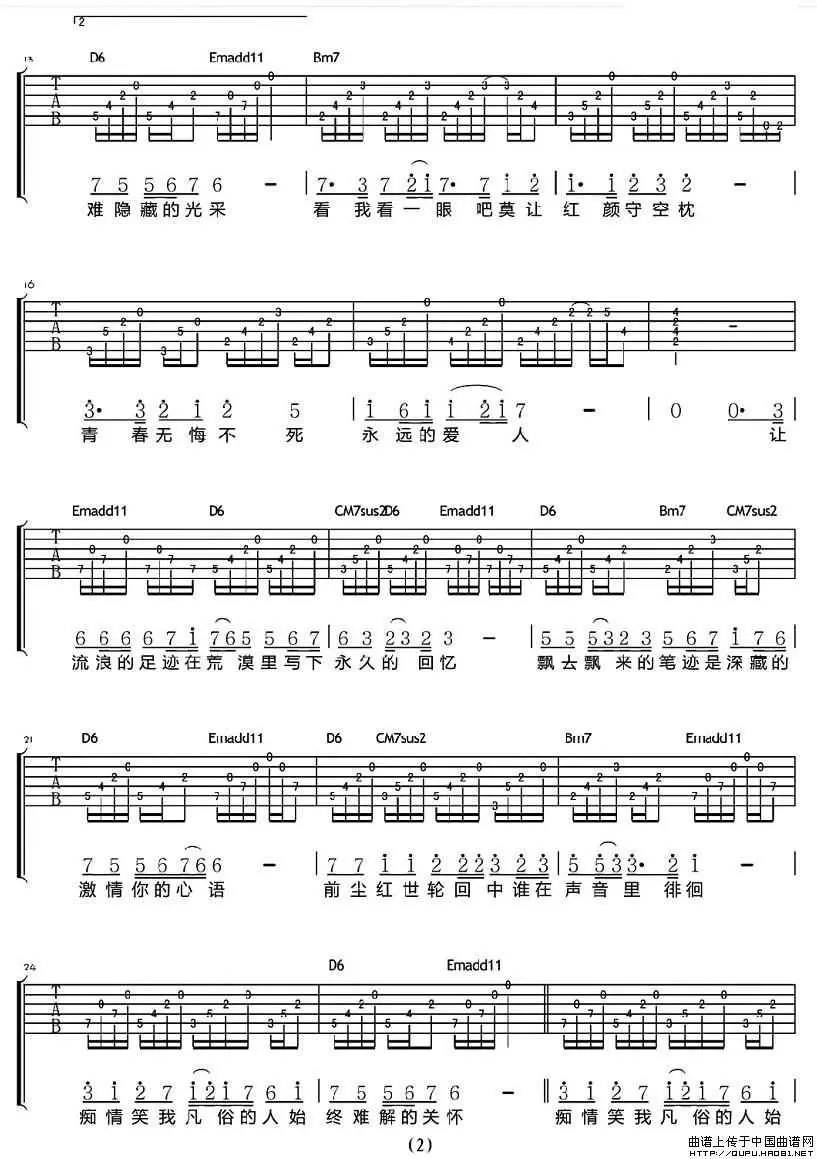 2
13 D6 Emadd11 Bm7
7 5 5 6 7 6 - 7· 3 7 2 1 7· 7 1 2 1· 1 2 3 2 -
难隐藏的光采 看我看一眼吧莫让红颜守空枕
16
3· 3 2 1 2 5 1 6 1 1 2 1 7 - 0 0· 3
青春无悔不死 永远的爱人 让
Emadd11 D6 CM7sus2 D6 Emadd11 D6 Bm7 CM7sus2
6 6 6 6 7 1 7 6 5 5 6 7 6 3 2 3 2 3 - 5 5 5 3 2 3 5 6 7 1 7 6
流浪的足迹在荒漠里写下永久的回忆 飘去飘来的笔迹是深藏的
21 D6 Emadd11 D6 CM7sus2 Bm7 Emadd11
7 5 5 6 7 6 6 - 7 7 1 1 2 2 2 3 2 3 5 5 3 3· 2 1 -
激情你的心语 前尘红世轮回中谁在声音里徘徊
24 D6 Emadd11
3 1 2 7 1 2 1 7 6 1 7 5 5 6 7 6 - 3 1 2 7 1 2 1 7 6 1
痴情笑我凡俗的人始终难解的关怀 痴情笑我凡俗的人始
(2)
曲谱上传于中国曲谱网
HTTP://QUPU.HAO81.NET